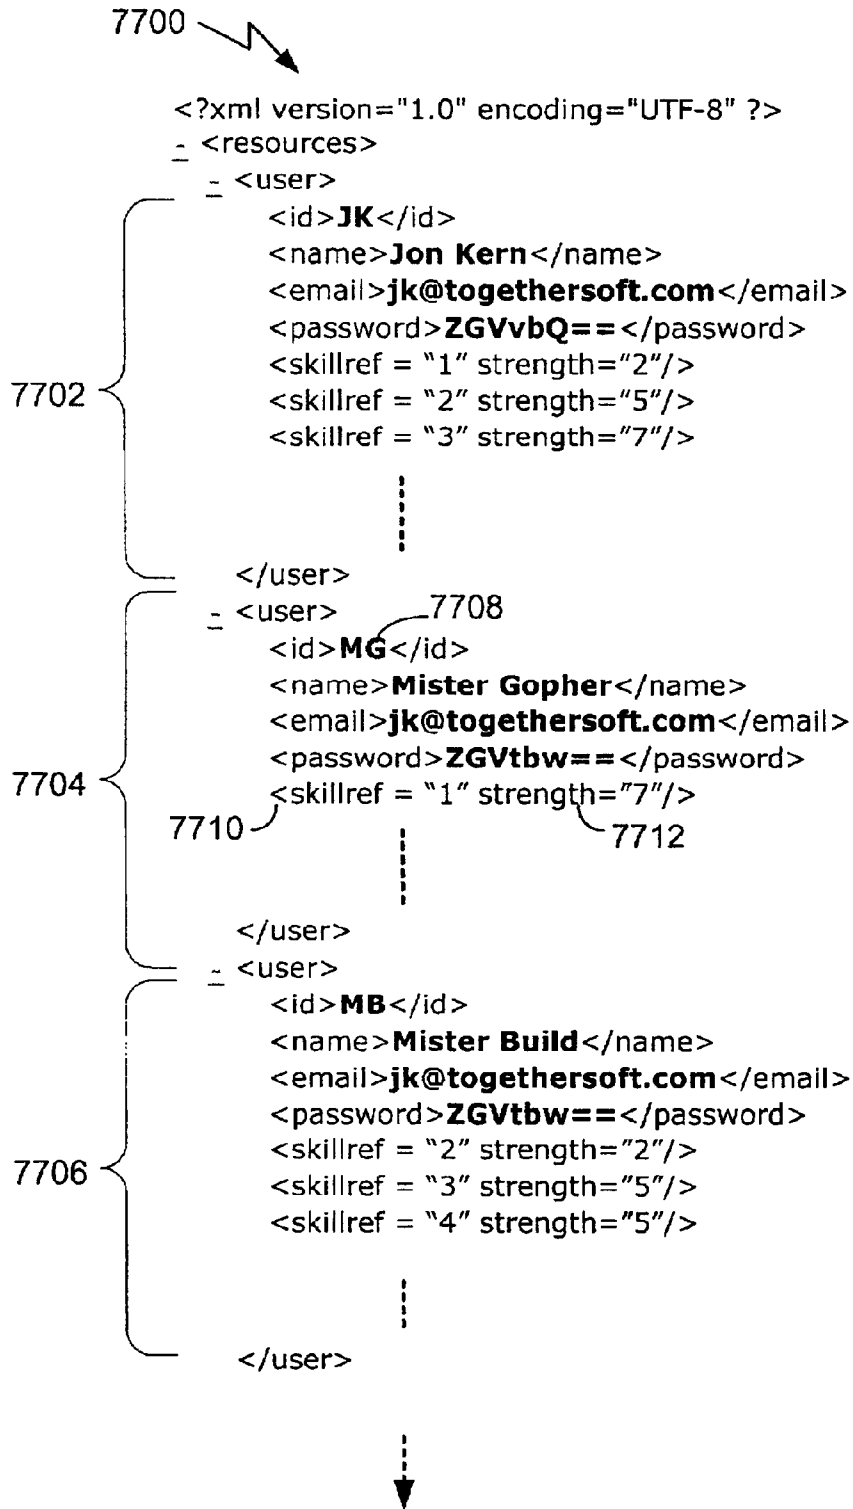 7700
<?xml version="1.0" encoding="UTF-8" ?>
- <resources>
- <user>
<id>JK</id>
<name>Jon Kern</name>
<email>jk@togethersoft.com</email>
<password>ZGVvbQ==</password>
<skillref = "1" strength="2"/>
7702
<skillref = "2" strength="5"/>
<skillref = "3" strength="7"/>
</user>
- <user>
7708
<id>MG</id>
<name>Mister Gopher</name>
<email>jk@togethersoft.com</email>
<password>ZGVtbw==</password>
7704
<skillref = "1" strength="7"/>
7710
7712
</user>
- <user>
<id>MB</id>
<name>Mister Build</name>
<email>jk@togethersoft.com</email>
<password>ZGVtbw==</password>
<skillref = "2" strength="2"/>
7706
<skillref = "3" strength="5"/>
<skillref = "4" strength="5"/>
</user>